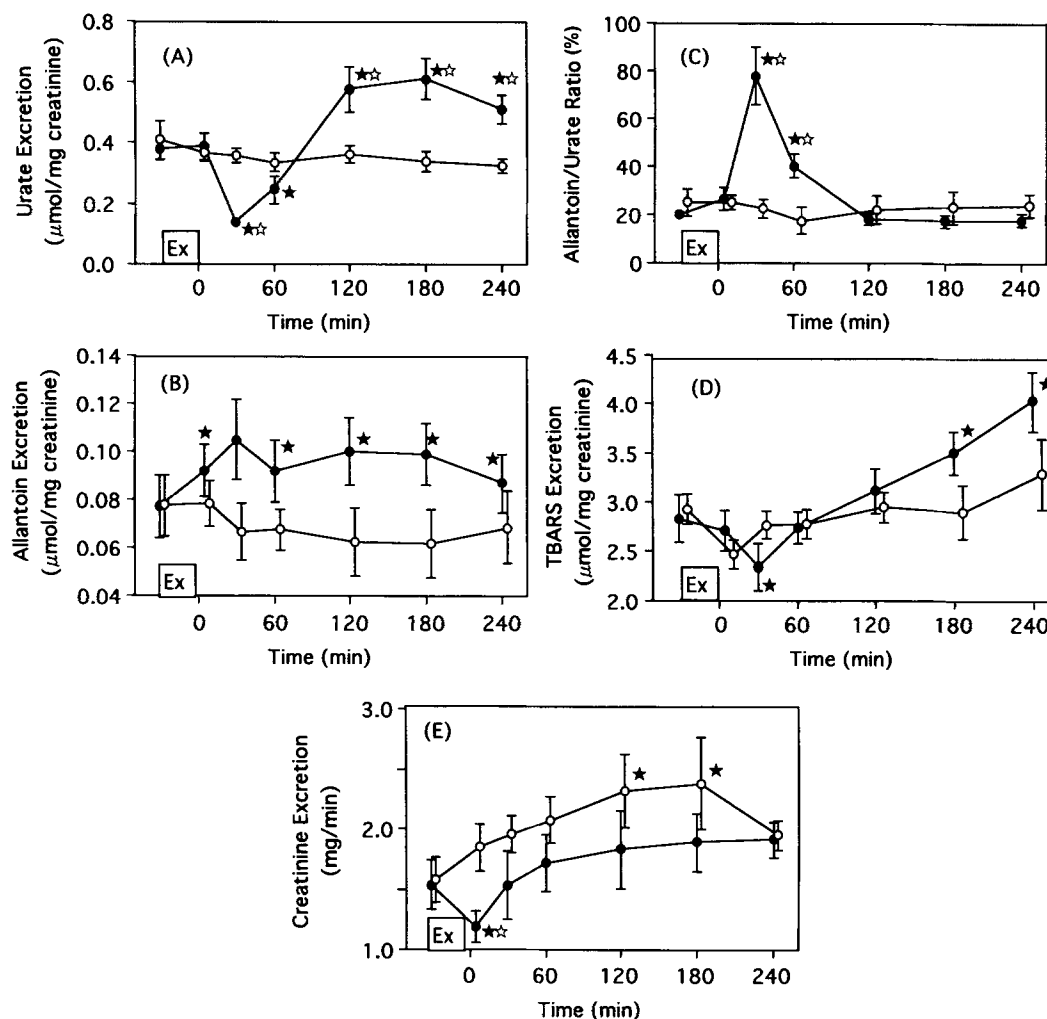 (A)
Urate Excretion
(μmol/mg creatinine)
0.8
0.6
0.4
0.2
0.0
★☆
★
★☆
★☆
★☆
Ex
0 60 120 180 240
Time (min)
(C)
Allantoin/Urate Ratio (%)
100
80
60
40
20
0
★☆
★☆
Ex
0 60 120 180 240
Time (min)
(B)
Allantoin Excretion
(μmol/mg creatinine)
0.14
0.12
0.10
0.08
0.06
0.04
★
★
★
★
★
Ex
0 60 120 180 240
Time (min)
(D)
TBARS Excretion
(μmol/mg creatinine)
4.5
4.0
3.5
3.0
2.5
2.0
★
★
★
Ex
0 60 120 180 240
Time (min)
(E)
Creatinine Excretion
(mg/min)
3.0
2.0
1.0
★☆
★
★
Ex
0 60 120 180 240
Time (min)